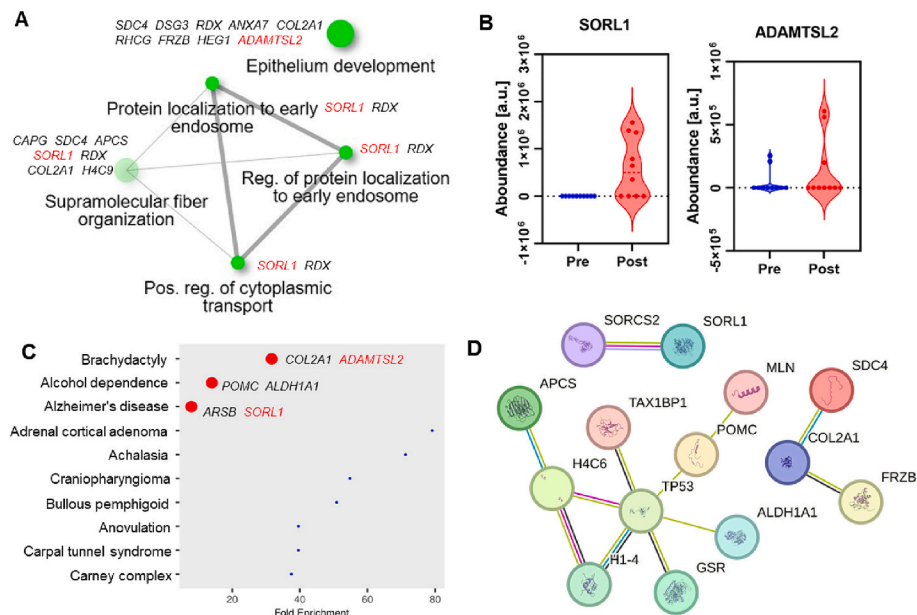 A
SDC4 DSG3 RDX ANXA7 COL2A1
RHCG FRZB HEG1 ADAMTSL2
Epithelium development
Protein localization to early
endosome
SORL1 RDX
CAPG SDC4 APCS
SORL1 RDX
COL2A1 H4C9
SORL1 RDX
Reg. of protein localization
to early endosome
Supramolecular fiber
organization
SORL1 RDX
Pos. reg. of cytoplasmic
transport
B
SORL1
Aboundance [a.u.]
3×10⁶
2×10⁶
1×10⁶
0
-1×10⁶
Pre
Post
ADAMTSL2
Aboundance [a.u.]
1×10⁶
5×10⁵
0
-5×10⁵
Pre
Post
C
Brachydactyly
COL2A1 ADAMTSL2
Alcohol dependence
POMC ALDH1A1
Alzheimer's disease
ARSB SORL1
Adrenal cortical adenoma
Achalasia
Craniopharyngioma
Bullous pemphigoid
Anovulation
Carpal tunnel syndrome
Carney complex
20
40
60
80
Fold Enrichment
D
SORCS2
SORL1
APCS
TAX1BP1
MLN
SDC4
POMC
COL2A1
H4C6
TP53
FRZB
ALDH1A1
H1-4
GSR